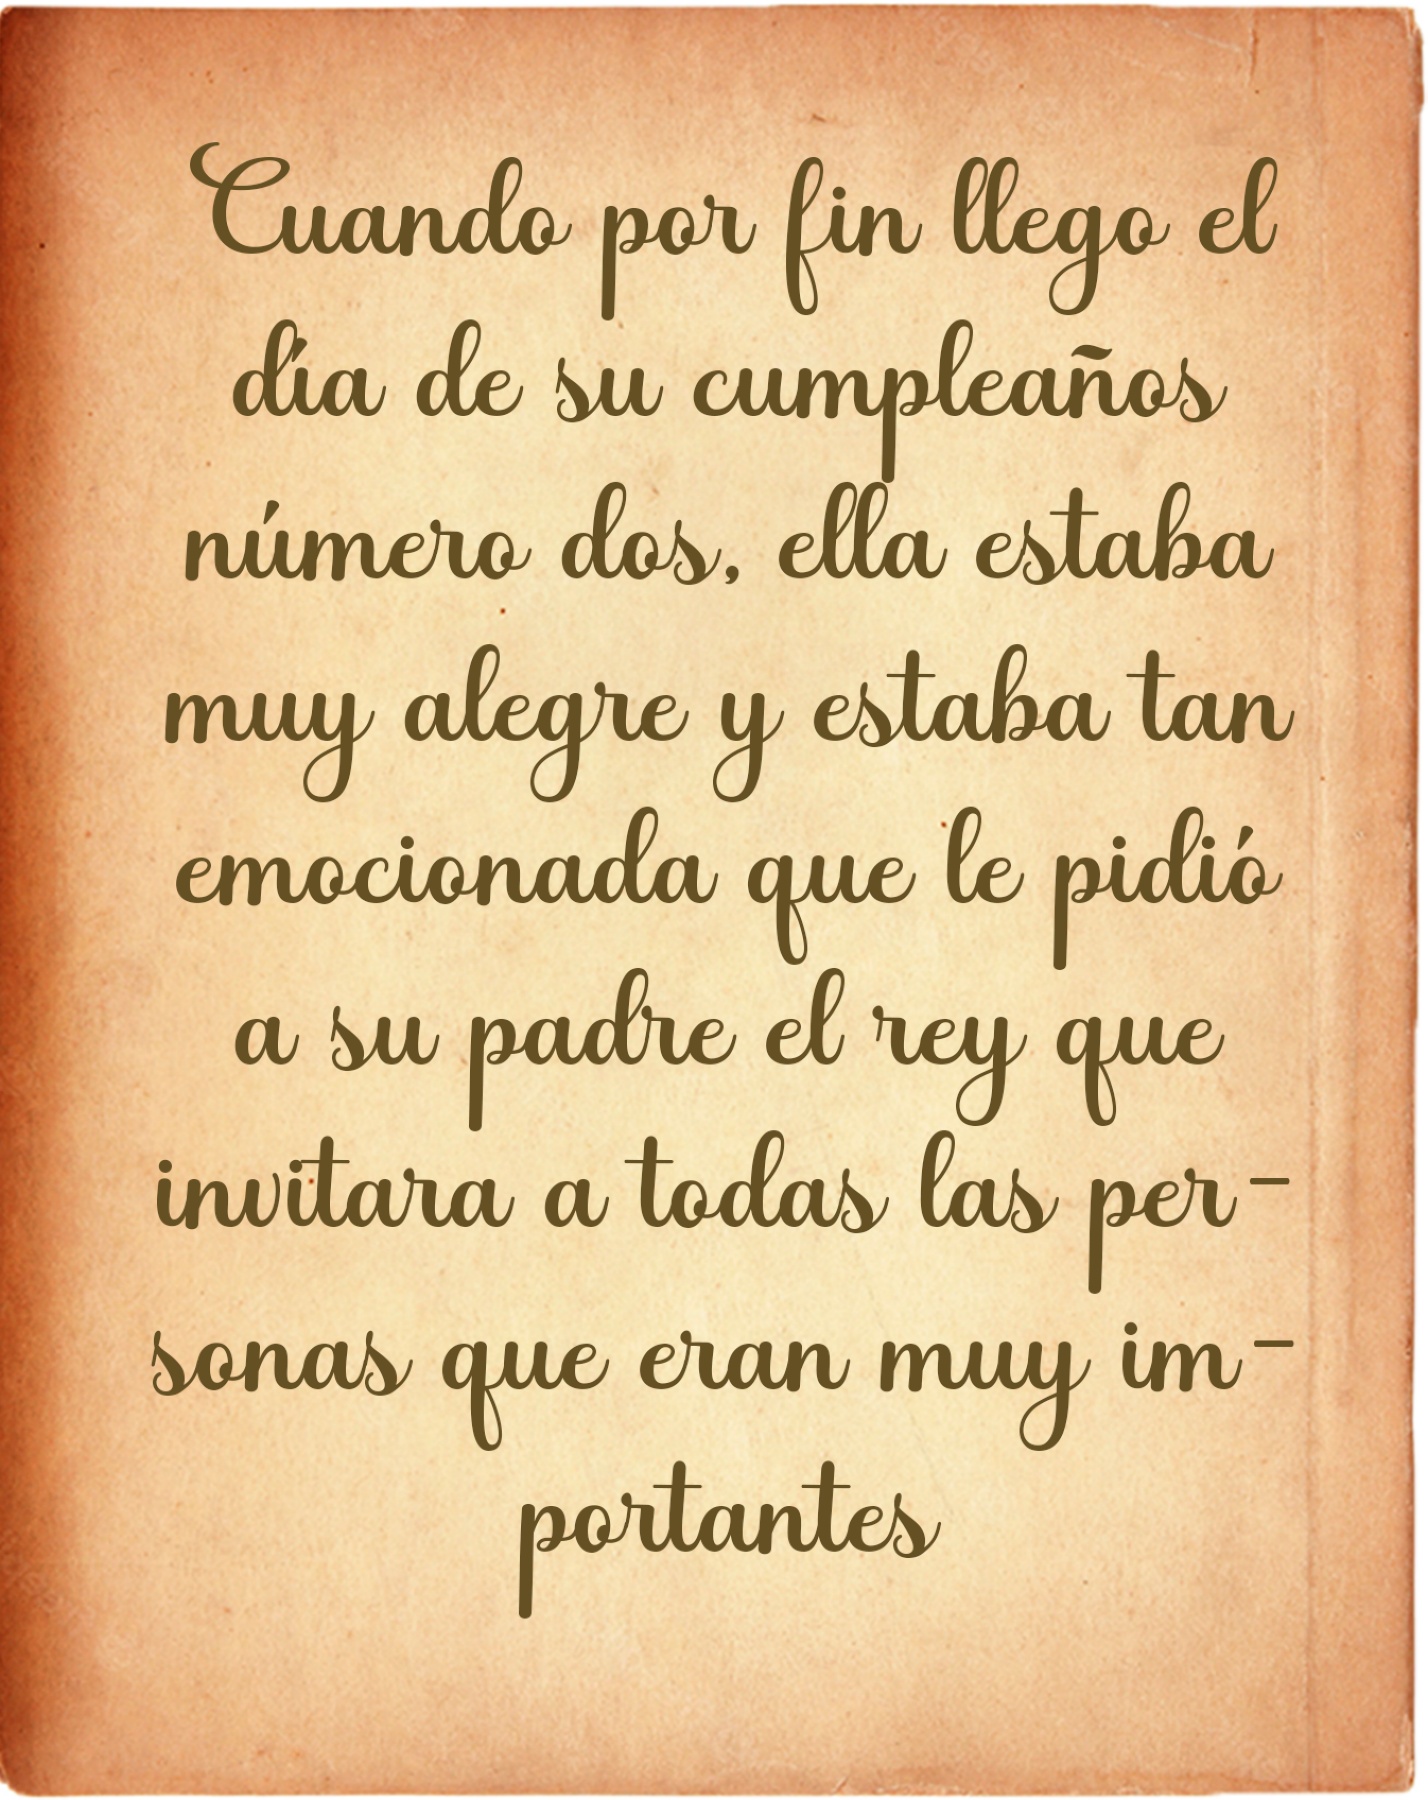 Cuando por fin llego el
día de su cumpleaños
número dos, ella estaba
muy alegre y estaba tan
emocionada que le pidió
a su padre el rey que
invitara a todas las per-
sonas que eran muy im-
portantes